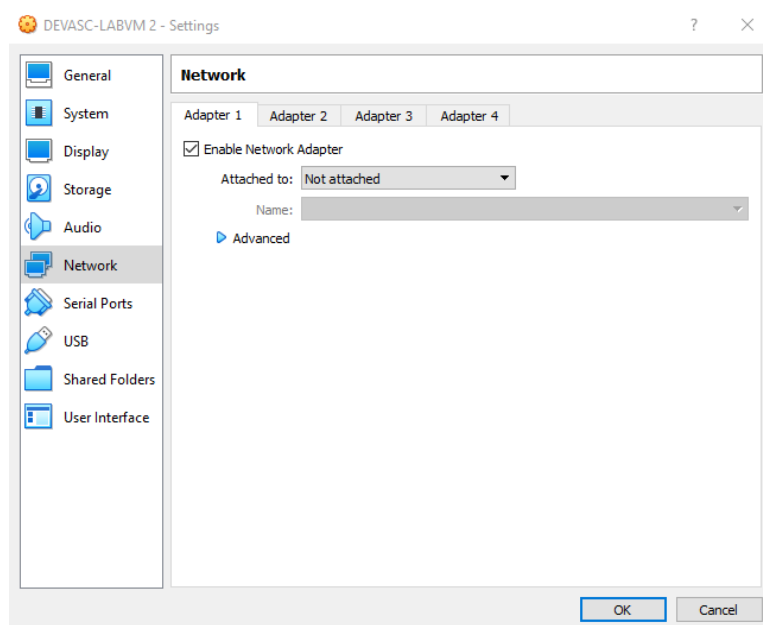 DEVASC-LABVM 2 - Settings
?
General
System
Display
Storage
Audio
Network
Serial Ports
USB
Shared Folders
User Interface
Network
Adapter 1 Adapter 2 Adapter 3 Adapter 4
Enable Network Adapter
Attached to: Not attached
Name:
Advanced
OK Cancel